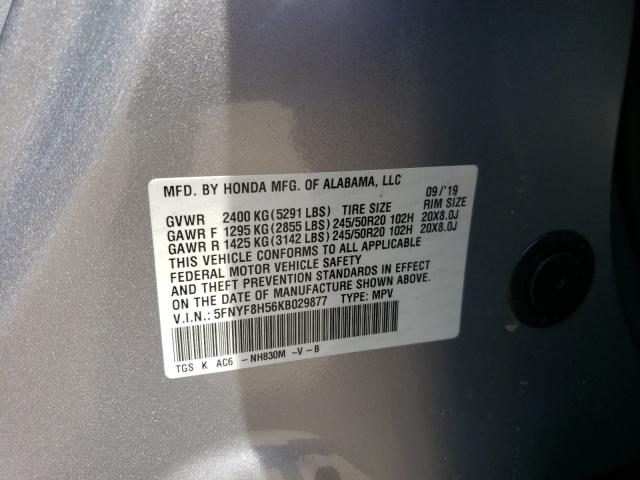 MFD. BY HONDA MFG. OF ALABAMA, LLC
09/'19
GVWR 2400 KG(5291 LBS) TIRE SIZE RIM SIZE
GAWR F 1295 KG(2855 LBS) 245/50R20 102H 20X8.0J
GAWR R 1425 KG(3142 LBS) 245/50R20 102H 20X8.0J
THIS VEHICLE CONFORMS TO ALL APPLICABLE
FEDERAL MOTOR VEHICLE SAFETY
AND THEFT PREVENTION STANDARDS IN EFFECT
ON THE DATE OF MANUFACTURE SHOWN ABOVE.
V.I.N.: 5FNYF8H56KB029877 TYPE: MPV
TGS K AC6 -NH830M -V-B